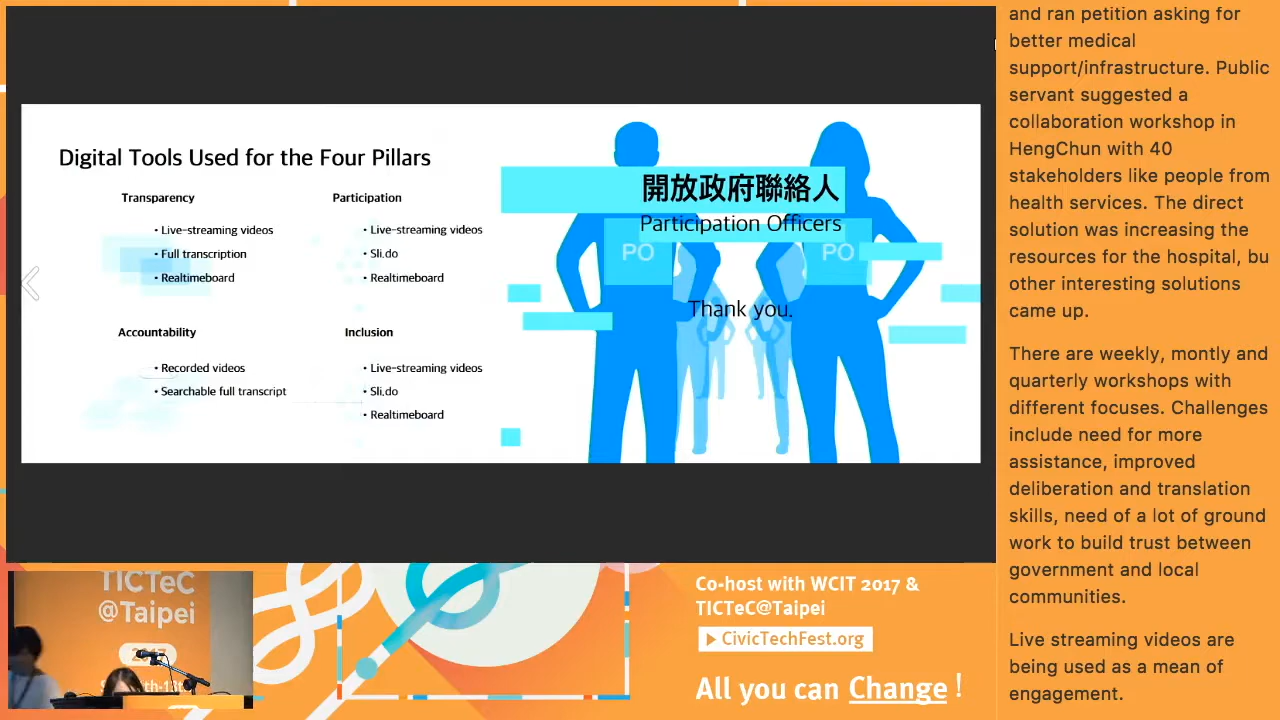 Digital Tools Used for the Four Pillars
Transparency
• Live-streaming videos
• Full transcription
• Realtimeboard
Participation
• Live-streaming videos
• Sli.do
• Realtimeboard
Accountability
• Recorded videos
• Searchable full transcript
Inclusion
• Live-streaming videos
• Sli.do
• Realtimeboard
開放政府聯絡人
Participation Officers
PO
PO
Thank you.
and ran petition asking for
better medical
support/infrastructure. Public
servant suggested a
collaboration workshop in
HengChun with 40
stakeholders like people from
health services. The direct
solution was increasing the
resources for the hospital, bu
other interesting solutions
came up.
There are weekly, montly and
quarterly workshops with
different focuses. Challenges
include need for more
assistance, improved
deliberation and translation
skills, need of a lot of ground
work to build trust between
government and local
communities.
Live streaming videos are
being used as a mean of
engagement.
TICTeC
@Taipei
2017
Co-host with WCIT 2017 &
TICTeC@Taipei
CivicTechFest.org
All you can Change !